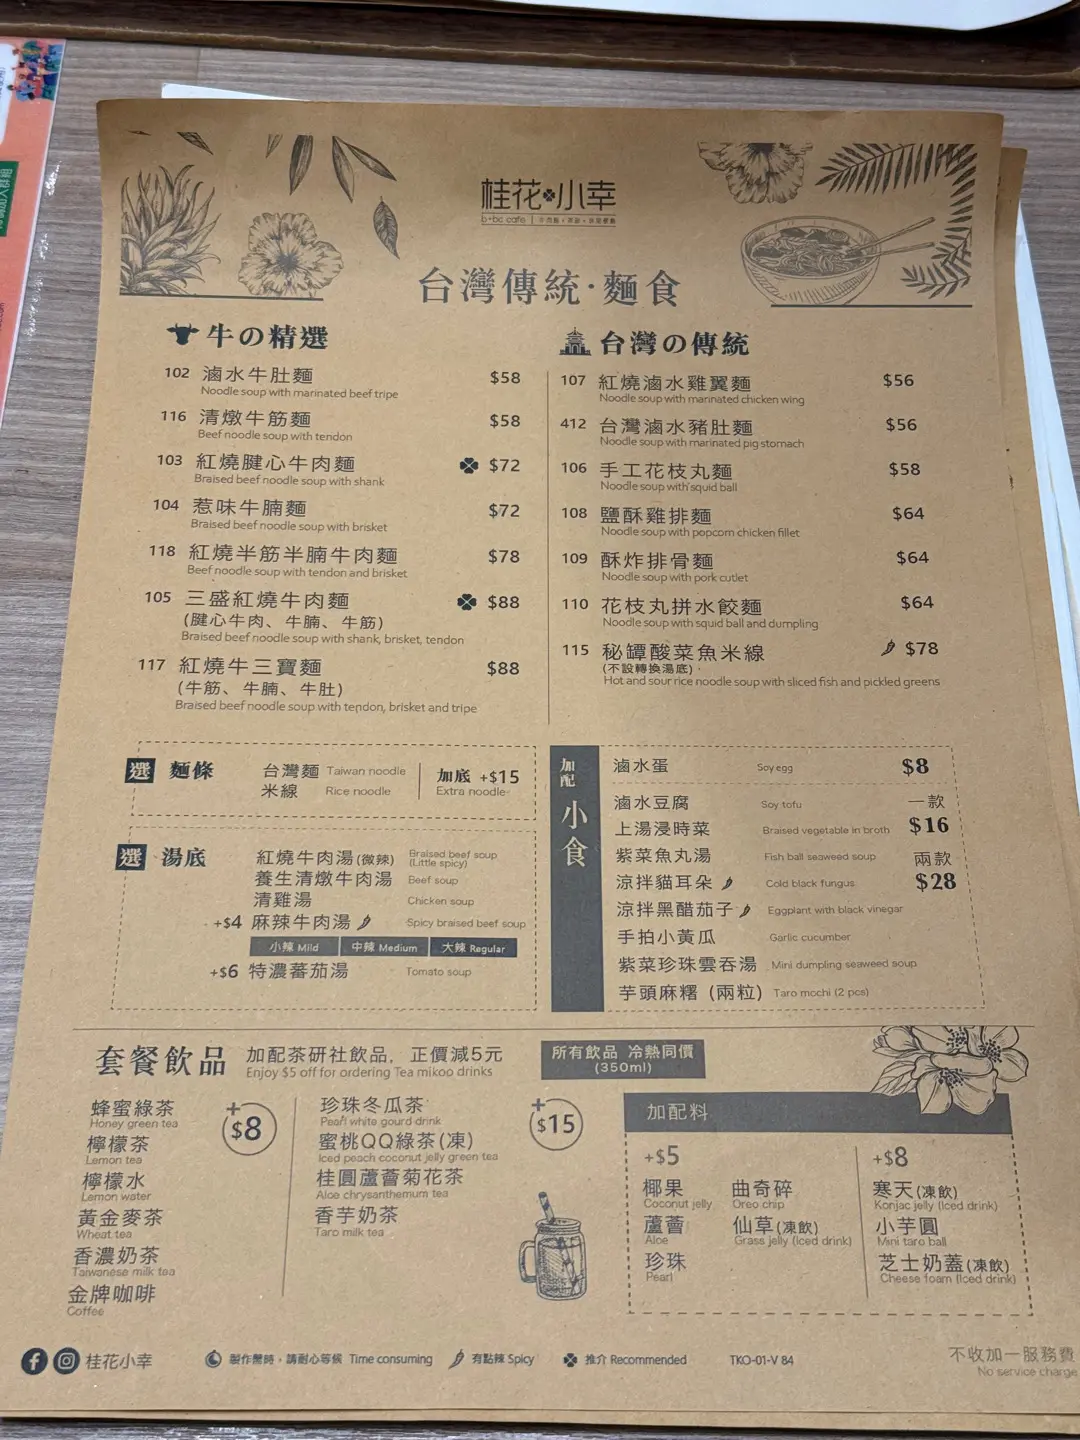 桂花小幸
b+bc cafe
台灣傳統·麵食
牛の精選
102 滷水牛肚麵 $58
Noodle soup with marinated beef tripe
116 清燉牛筋麵 $58
Beef noodle soup with tendon
103 紅燒腱心牛肉麵 $72
Braised beef noodle soup with shank
104 惹味牛腩麵 $72
Braised beef noodle soup with brisket
118 紅燒半筋半腩牛肉麵 $78
Beef noodle soup with tendon and brisket
105 三盛紅燒牛肉麵 $88
(腱心牛肉、牛腩、牛筋)
Braised beef noodle soup with shank, brisket, tendon
117 紅燒牛三寶麵 $88
(牛筋、牛腩、牛肚)
Braised beef noodle soup with tendon, brisket and tripe
台灣の傳統
107 紅燒滷水雞翼麵 $56
Noodle soup with marinated chicken wing
412 台灣滷水豬肚麵 $56
Noodle soup with marinated pig stomach
106 手工花枝丸麵 $58
Noodle soup with squid ball
108 鹽酥雞排麵 $64
Noodle soup with popcorn chicken fillet
109 酥炸排骨麵 $64
Noodle soup with pork cutlet
110 花枝丸拼水餃麵 $64
Noodle soup with squid ball and dumpling
115 秘罈酸菜魚米線 $78
(不設轉換湯底)
Hot and sour rice noodle soup with sliced fish and pickled greens
選 麵條
台灣麵 Taiwan noodle
米線 Rice noodle
加底 +$15
Extra noodle
選 湯底
紅燒牛肉湯(微辣) Braised beef soup (Little spicy)
養生清燉牛肉湯 Beef soup
清雞湯 Chicken soup
+$4 麻辣牛肉湯 Spicy braised beef soup
小辣 Mild 中辣 Medium 大辣 Regular
+$6 特濃蕃茄湯 Tomato soup
加配 小食
滷水蛋 Soy egg $8
滷水豆腐 Soy tofu
上湯浸時菜 Braised vegetable in broth
紫菜魚丸湯 Fish ball seaweed soup
涼拌貓耳朵 Cold black fungus
涼拌黑醋茄子 Eggplant with black vinegar
手拍小黃瓜 Garlic cucumber
紫菜珍珠雲吞湯 Mini dumpling seaweed soup
芋頭麻糬 (兩粒) Taro mochi (2 pcs)
一款
$16
兩款
$28
套餐飲品 加配茶研社飲品, 正價減5元
Enjoy $5 off for ordering Tea mikoo drinks
所有飲品 冷熱同價
(350ml)
蜂蜜綠茶
Honey green tea
檸檬茶
Lemon tea
檸檬水
Lemon water
黃金麥茶
Wheat tea
香濃奶茶
Taiwanese milk tea
金牌咖啡
Coffee
+$8
珍珠冬瓜茶
Pearl white gourd drink
蜜桃QQ綠茶(凍)
Iced peach coconut jelly green tea
桂圓蘆薈菊花茶
Aloe chrysanthemum tea
香芋奶茶
Taro milk tea
+$15
加配料
+$5
椰果
Coconut jelly
蘆薈
Aloe
珍珠
Pearl
曲奇碎
Oreo chip
仙草(凍飲)
Grass jelly (Iced drink)
+$8
寒天(凍飲)
Konjac jelly (Iced drink)
小芋圓
Mini taro ball
芝士奶蓋(凍飲)
Cheese foam (Iced drink)
桂花小幸
製作需時，請耐心等候 Time consuming
有點辣 Spicy
推介 Recommended
TKO-01-V 84
不收加一服務費
No service charge